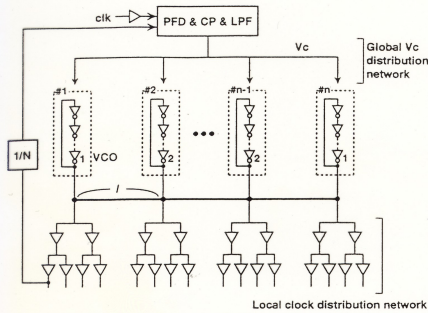 clk
PFD & CP & LPF
Vc
Global Vc
distribution
network
#1
#2
#n-1
#n
1/N
VCO
1
2
2
1
l
Local clock distribution network